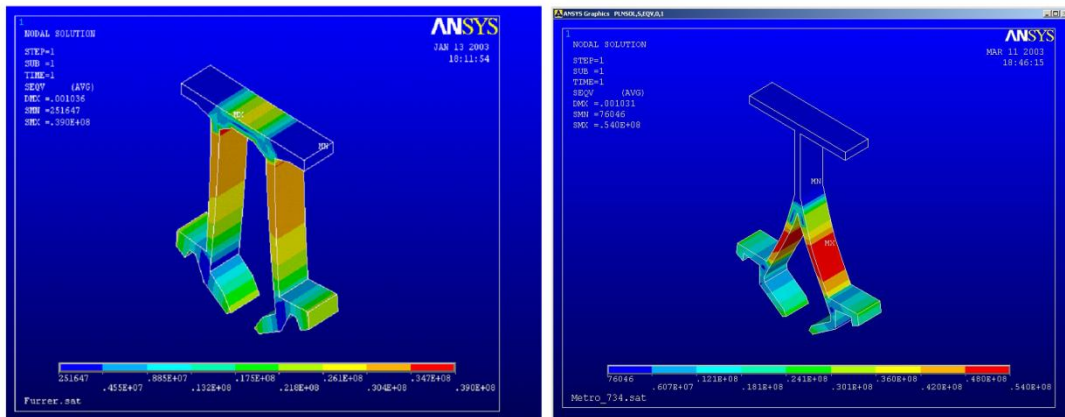 1
NODAL SOLUTION
STEP=1
SUB =1
TIME=1
SEQV (AVG)
DMX =.001036
SMN =251647
SMX =.390E+08
ANSYS
JAN 13 2003
18:11:54
MX
MN
251647 .885E+07 .175E+08 .261E+08 .347E+08
.455E+07 .132E+08 .218E+08 .304E+08 .390E+08
Furrer.sat
ANSYS Graphics PLNSOL,S,EQV,0,1
1
NODAL SOLUTION
STEP=1
SUB =1
TIME=1
SEQV (AVG)
DMX =.001031
SMN =76046
SMX =.540E+08
ANSYS
MAR 11 2003
18:46:15
MN
MX
76046 .121E+08 .241E+08 .360E+08 .480E+08
.607E+07 .181E+08 .301E+08 .420E+08 .540E+08
Metro_734.sat